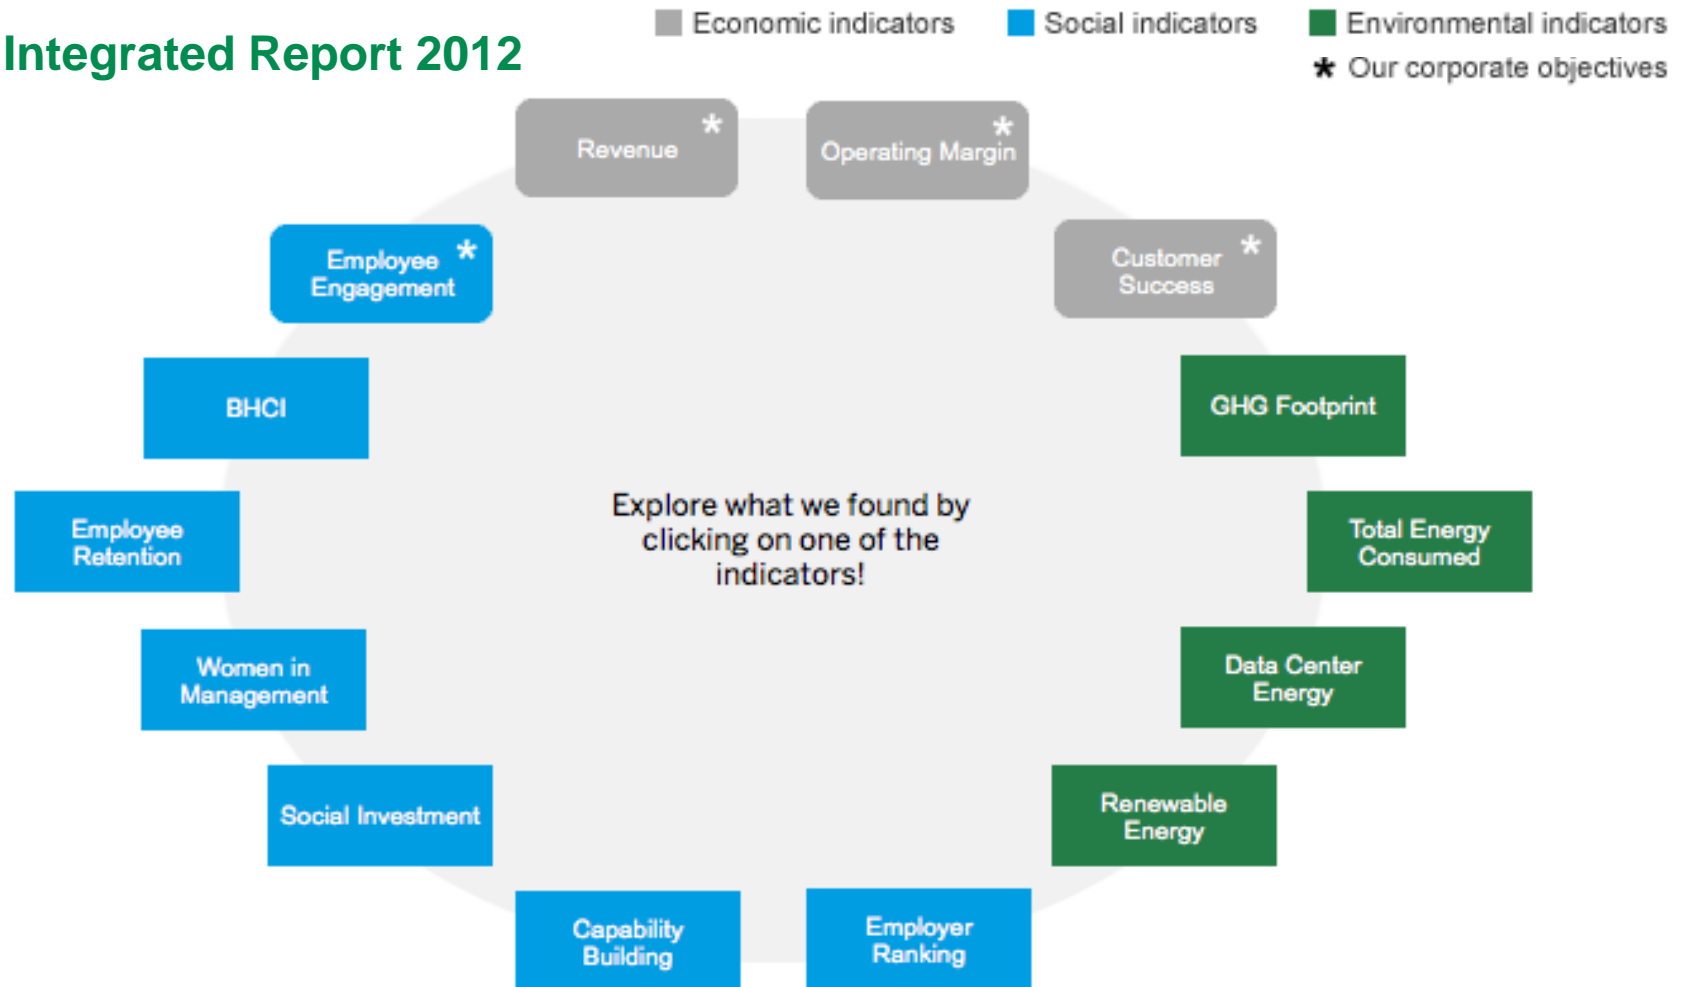 Economic indicators
Social indicators
Environmental indicators
Integrated Report 2012
* Our corporate objectives
Revenue *
Operating Margin *
Employee *
Engagement
Customer *
Success
BHCI
GHG Footprint
Employee
Retention
Explore what we found by
clicking on one of the
indicators!
Total Energy
Consumed
Women in
Management
Data Center
Energy
Social Investment
Renewable
Energy
Capability
Building
Employer
Ranking